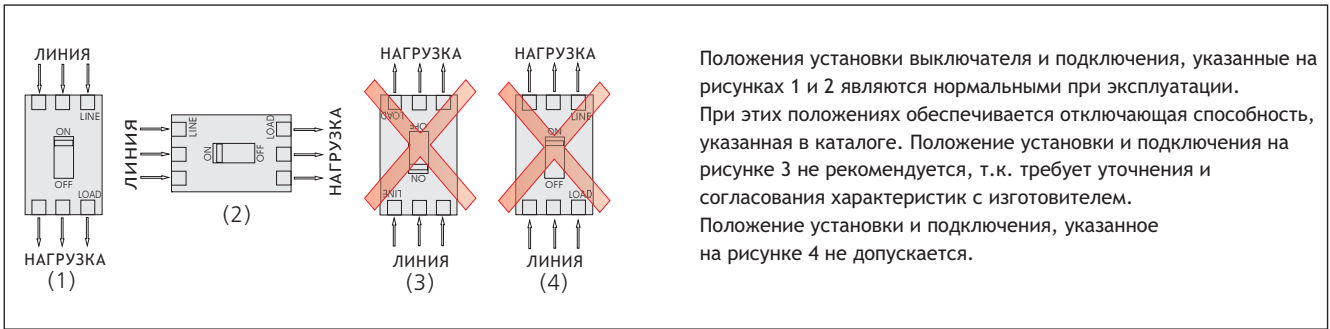 ЛИНИЯ
LINE
ON
OFF
LOAD
НАГРУЗКА
(1)
ЛИНИЯ
LINE
ON
OFF
LOAD
НАГРУЗКА
(2)
НАГРУЗКА
LOAD
OFF
ON
LINE
ЛИНИЯ
(3)
НАГРУЗКА
LINE
ON
OFF
LOAD
ЛИНИЯ
(4)
Положения установки выключателя и подключения, указанные на
рисунках 1 и 2 являются нормальными при эксплуатации.
При этих положениях обеспечивается отключающая способность,
указанная в каталоге. Положение установки и подключения на
рисунке 3 не рекомендуется, т.к. требует уточнения и
согласования характеристик с изготовителем.
Положение установки и подключения, указанное
на рисунке 4 не допускается.